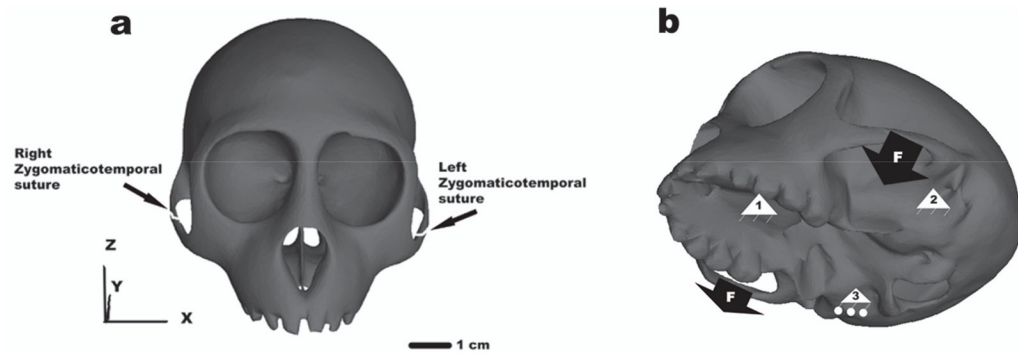 a
b
Right
Zygomaticotemporal
suture
Left
Zygomaticotemporal
suture
Z
Y
X
1 cm
F
1
2
F
3